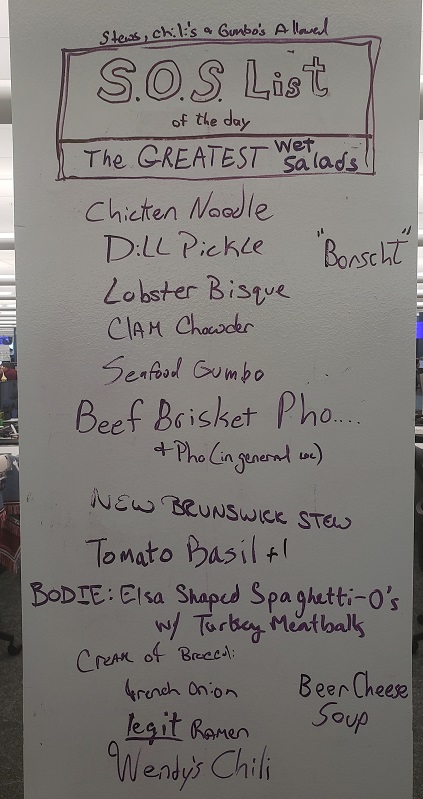 Stews, chili's & Gumbo's Allowed
S.O.S. LiST
of the day
The GREATEST Wet Salads
Chicken Noodle
DiLL PickLe
"Borscht"
Lobster Bisque
ClAM Chowder
Seafood Gumbo
Beef Brisket Pho....
+ Pho (in general LOL)
NEW BRUNSWICK STEW
Tomato Basil +1
BODIE: Elsa Shaped Spaghetti-O's
w/ Turkey Meatballs
CReAM of Broccoli
french Onion
Beer Cheese
Soup
legit RAMEN
Wendy's Chili